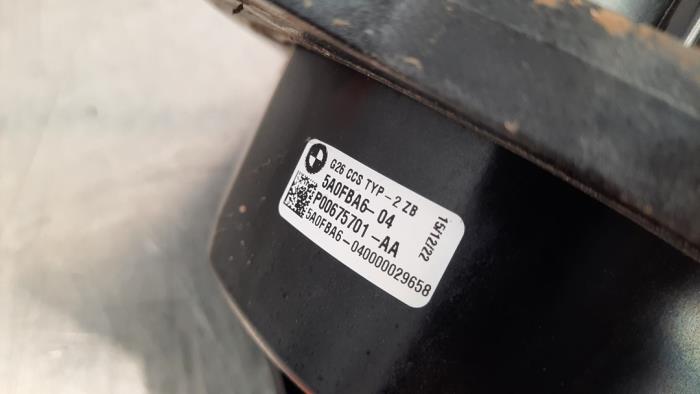 G26 CCS TYP-2 ZB
5A0FBA6-04
P00675701-AA
5A0FBA6-040000029658
15/12/22